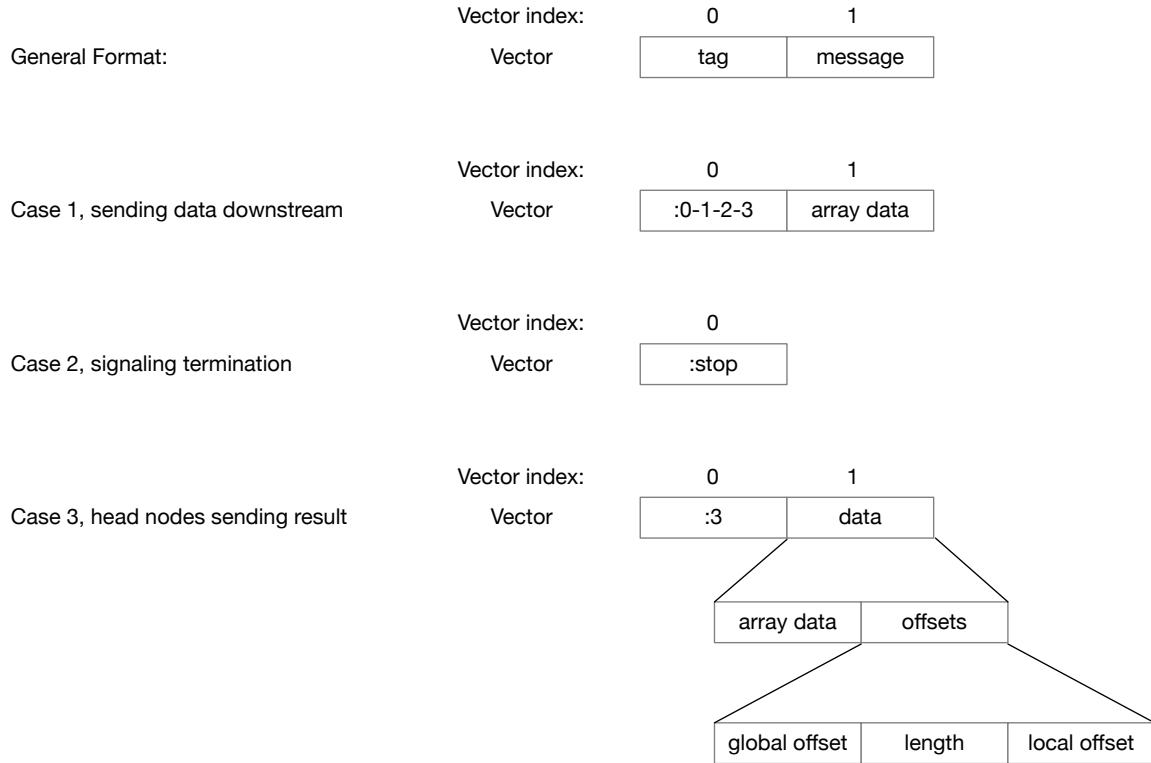 Vector index: 0 1
General Format: Vector tag message
Vector index: 0 1
Case 1, sending data downstream Vector :0-1-2-3 array data
Vector index: 0
Case 2, signaling termination Vector :stop
Vector index: 0 1
Case 3, head nodes sending result Vector :3 data
array data offsets
global offset length local offset